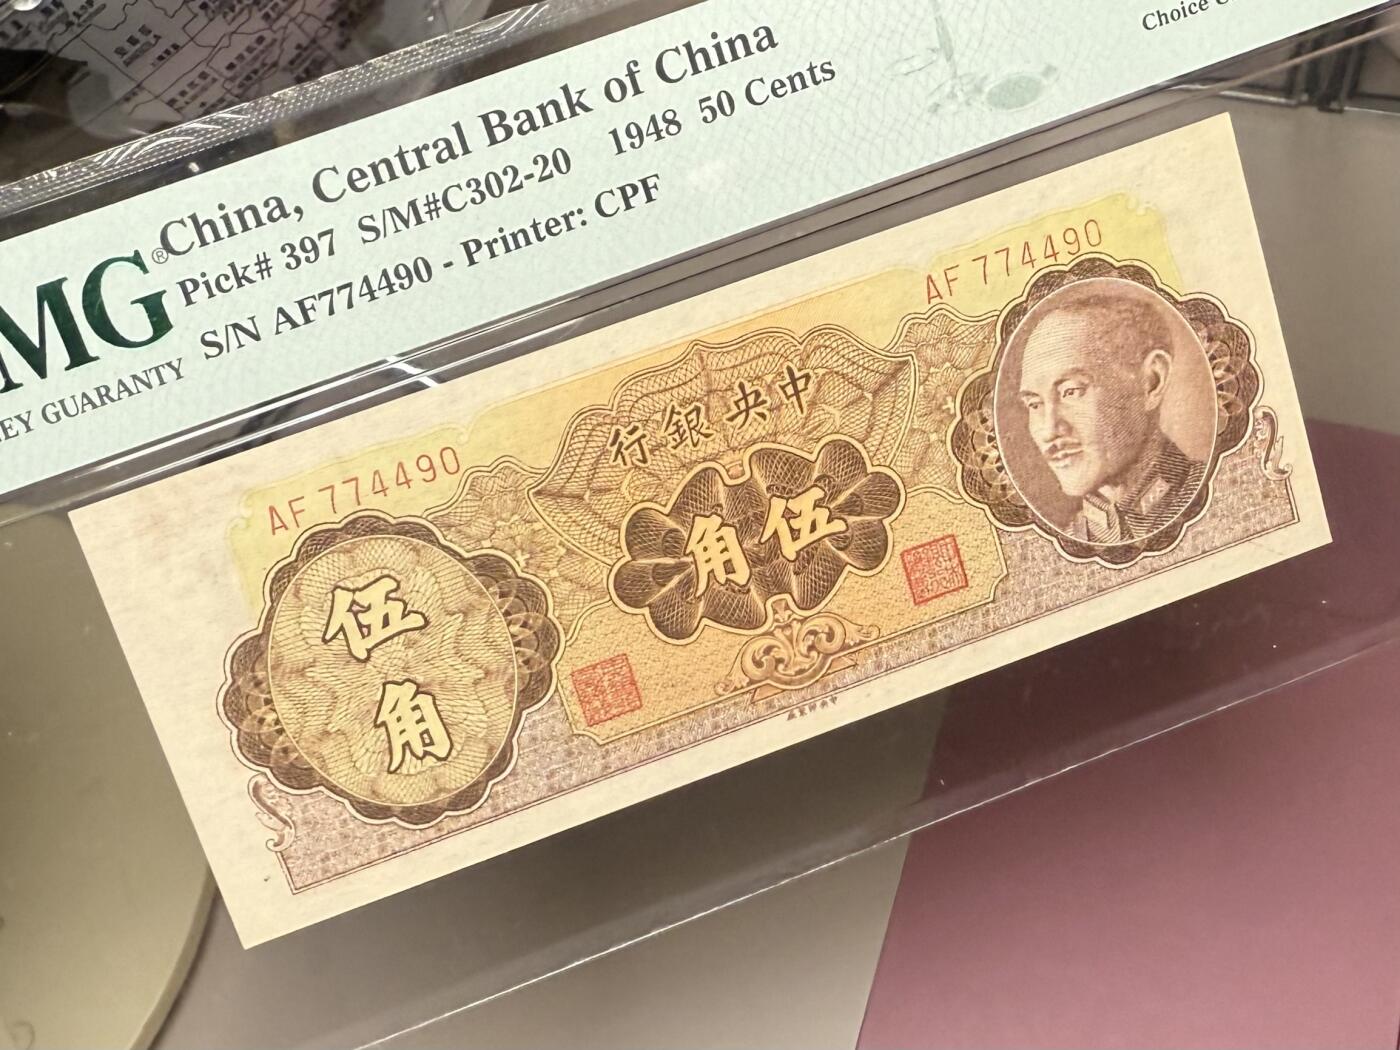 Choice
China, Central Bank of China
Pick# 397 S/M#C302-20 1948 50 Cents
S/N AF774490 - Printer: CPF
MG®
EY GUARANTY
AF 774490
AF 774490
行銀央中
角伍
伍
角